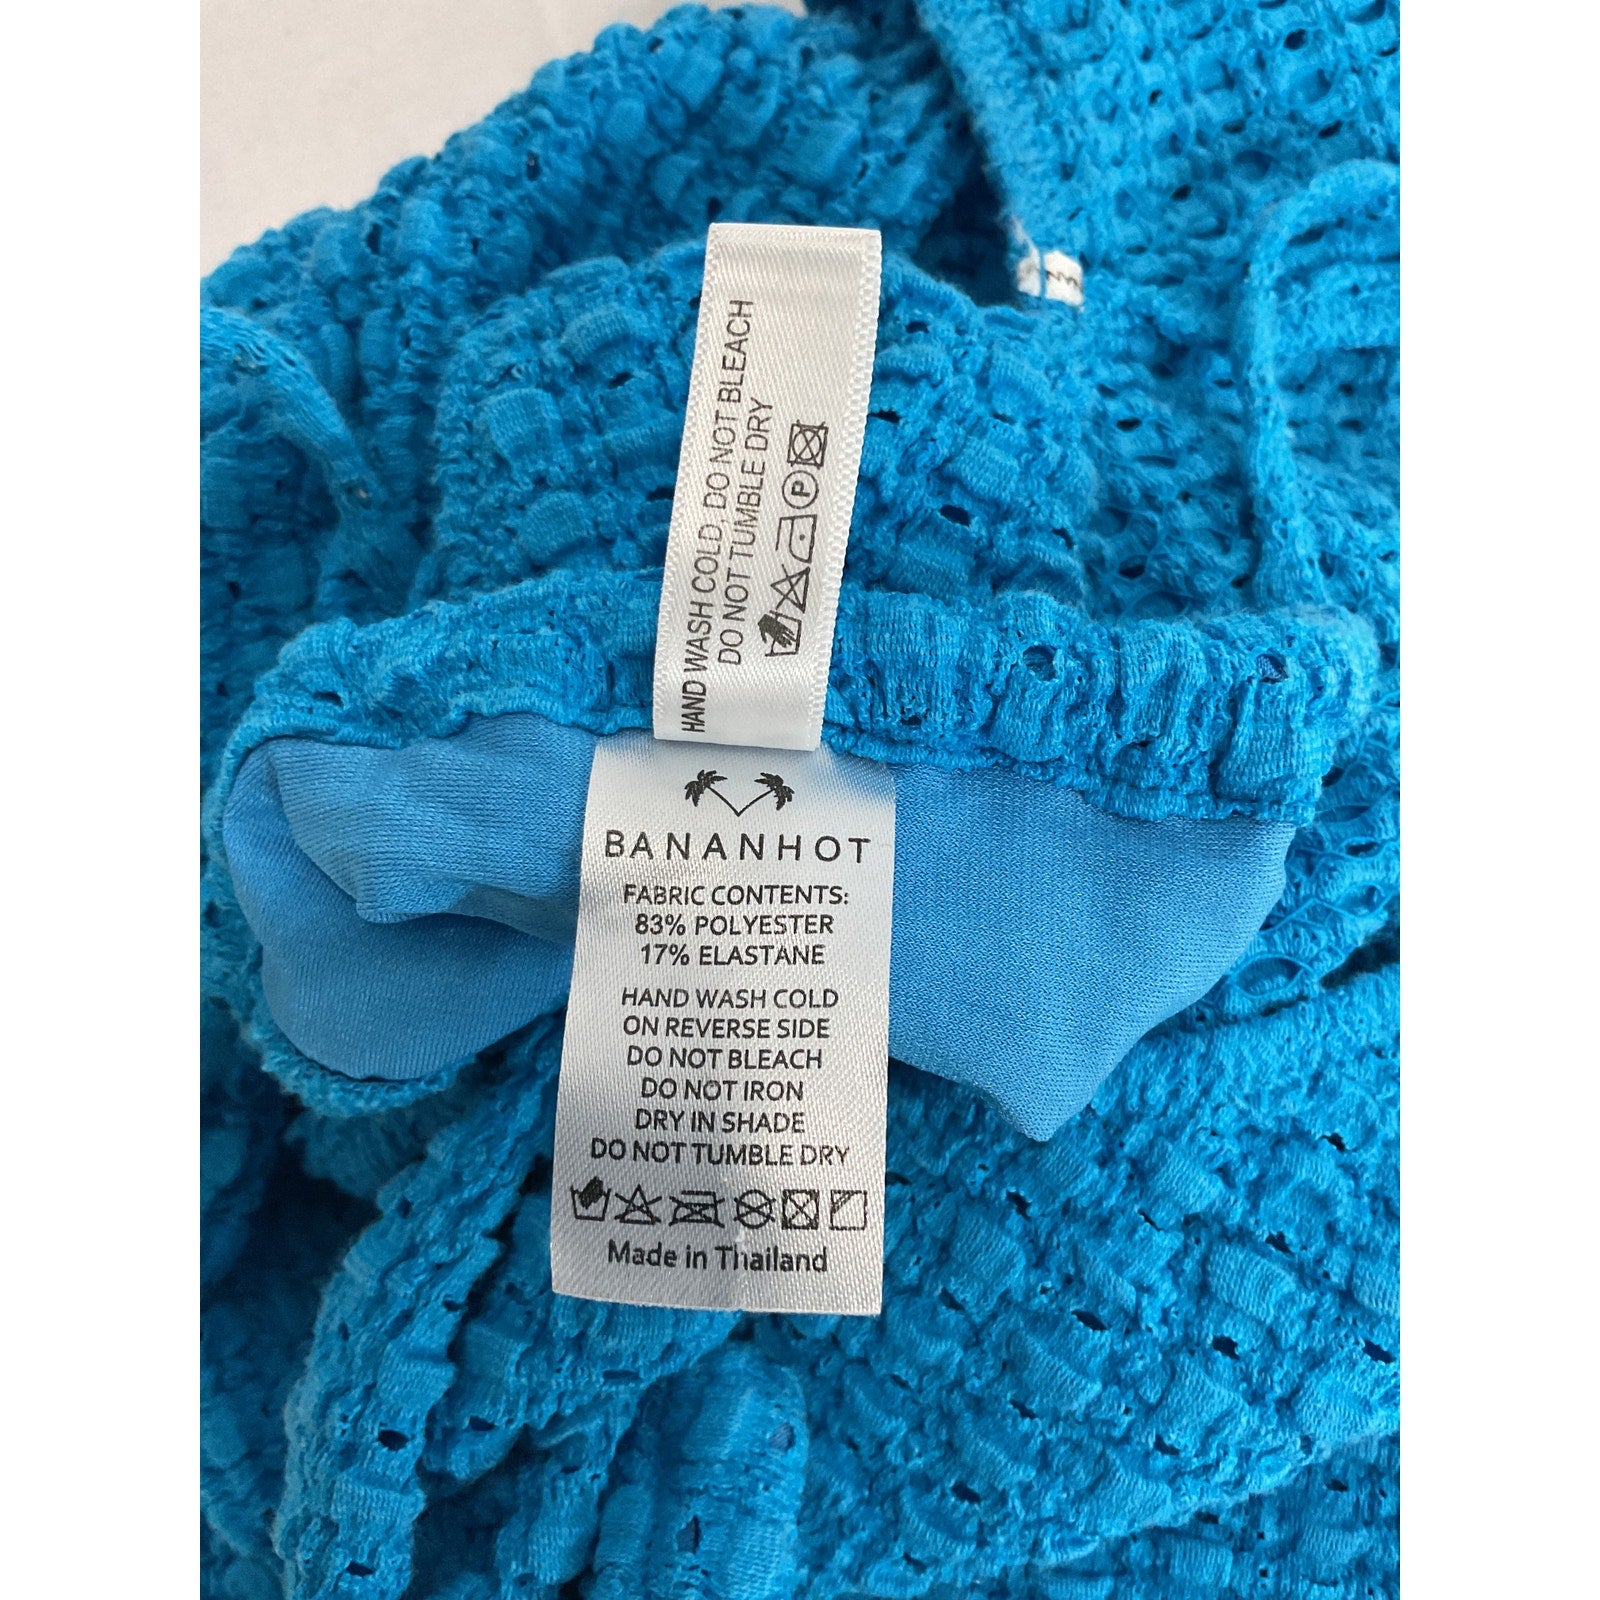 HAND WASH COLD, DO NOT BLEACH
DO NOT TUMBLE DRY
P
BANANHOT
FABRIC CONTENTS:
83% POLYESTER
17% ELASTANE
HAND WASH COLD
ON REVERSE SIDE
DO NOT BLEACH
DO NOT IRON
DRY IN SHADE
DO NOT TUMBLE DRY
Made in Thailand